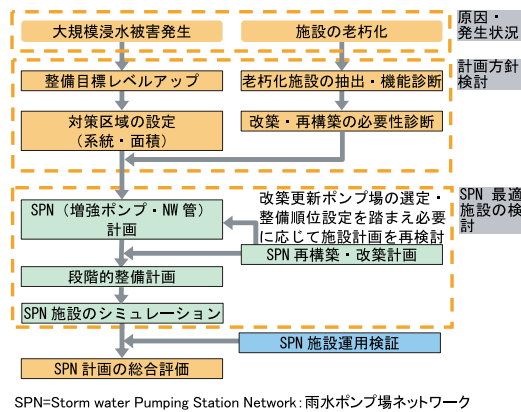 大規模浸水被害発生
施設の老朽化
原因・
発生状況
整備目標レベルアップ
老朽化施設の抽出・機能診断
計画方針
検討
対策区域の設定
（系統・面積）
改築・再構築の必要性診断
SPN（増強ポンプ・NW管）
計画
改築更新ポンプ場の選定・
整備順位設定を踏まえ必要
に応じて施設計画を再検討
SPN 最適
施設の検
討
SPN 再構築・改築計画
段階的整備計画
SPN 施設のシミュレーション
SPN 施設運用検証
SPN 計画の総合評価
SPN=Storm water Pumping Station Network：雨水ポンプ場ネットワーク